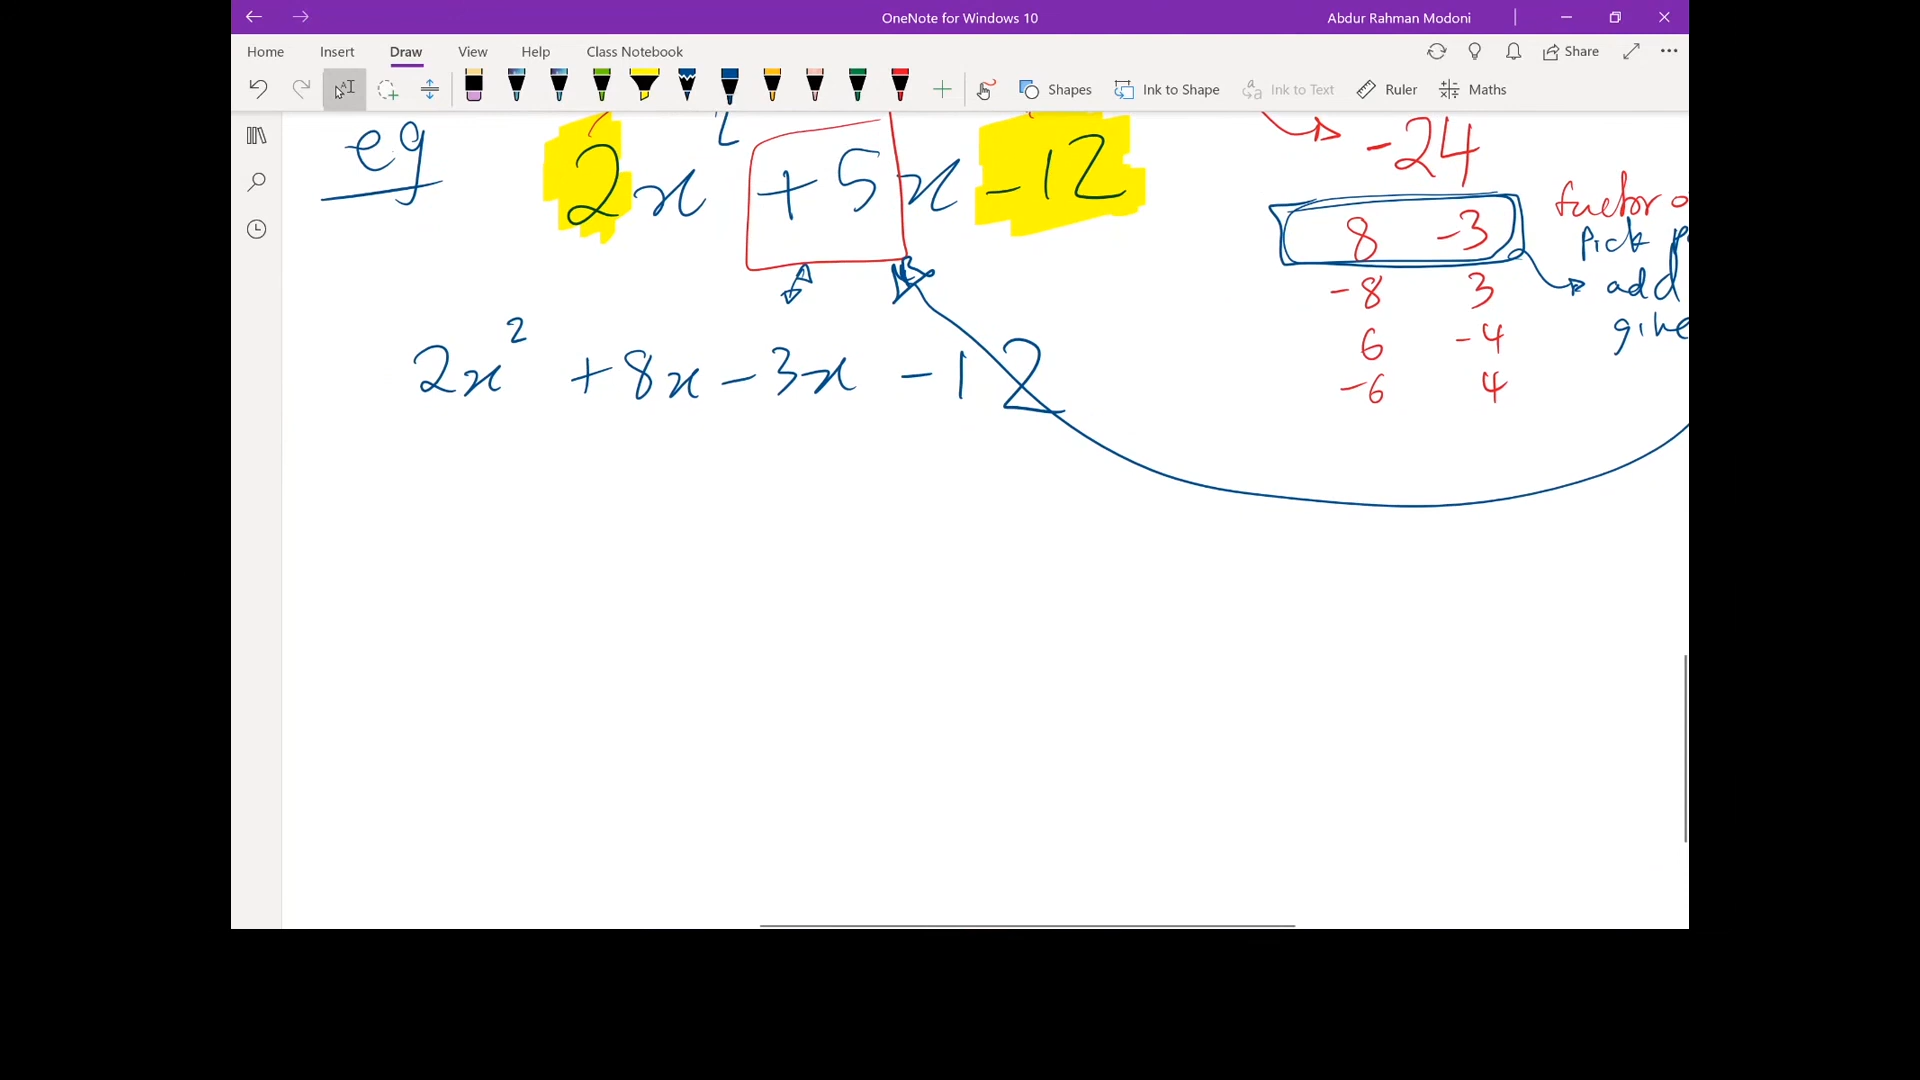 OneNote for Windows 10
Abdur Rahman Modoni
Home Insert Draw View Help Class Notebook
Share
Shapes Ink to Shape Ink to Text Ruler Maths
eg 2x² +5x -12
-24
8 -3
-8 3
6 -4
-6 4
factor
pick
add
give
2x² +8x -3x -12